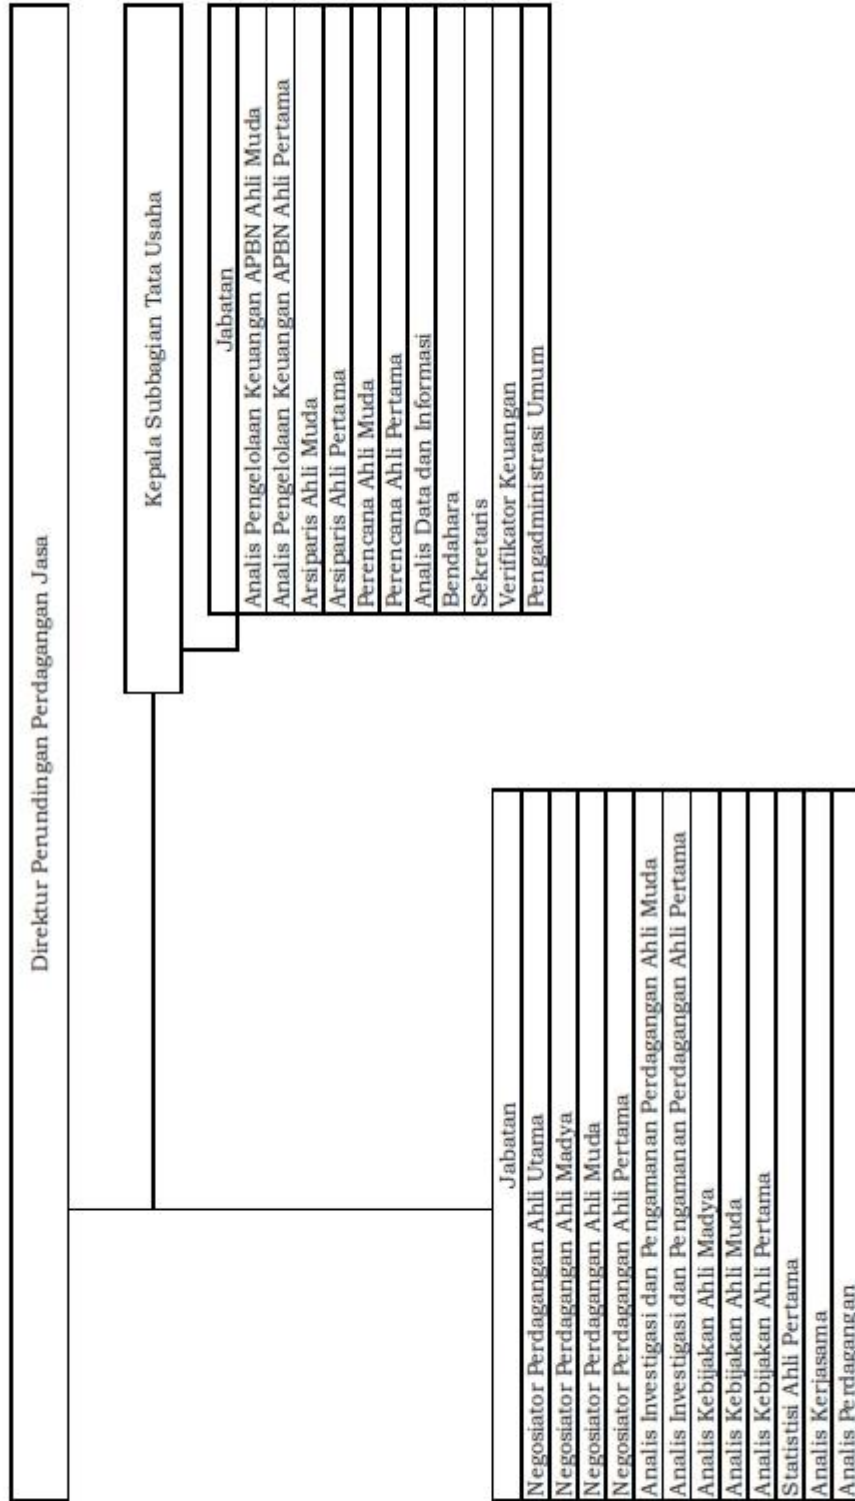 Direktur Perundingan Perdagangan Jasa
Kepala Subbagian Tata Usaha
Jabatan
Analis Pengelolaan Keuangan APBN Ahli Muda
Analis Pengelolaan Keuangan APBN Ahli Pertama
Arsiparis Ahli Muda
Arsiparis Ahli Pertama
Perencana Ahli Muda
Perencana Ahli Pertama
Analis Data dan Informasi
Bendahara
Sekretaris
Verifikator Keuangan
Pengadministrasi Umum
Jabatan
Negosiator Perdagangan Ahli Utama
Negosiator Perdagangan Ahli Madya
Negosiator Perdagangan Ahli Muda
Negosiator Perdagangan Ahli Pertama
Analis Investigasi dan Pengamanan Perdagangan Ahli Muda
Analis Investigasi dan Pengamanan Perdagangan Ahli Pertama
Analis Kebijakan Ahli Madya
Analis Kebijakan Ahli Muda
Analis Kebijakan Ahli Pertama
Statistisi Ahli Pertama
Analis Kerjasama
Analis Perdagangan